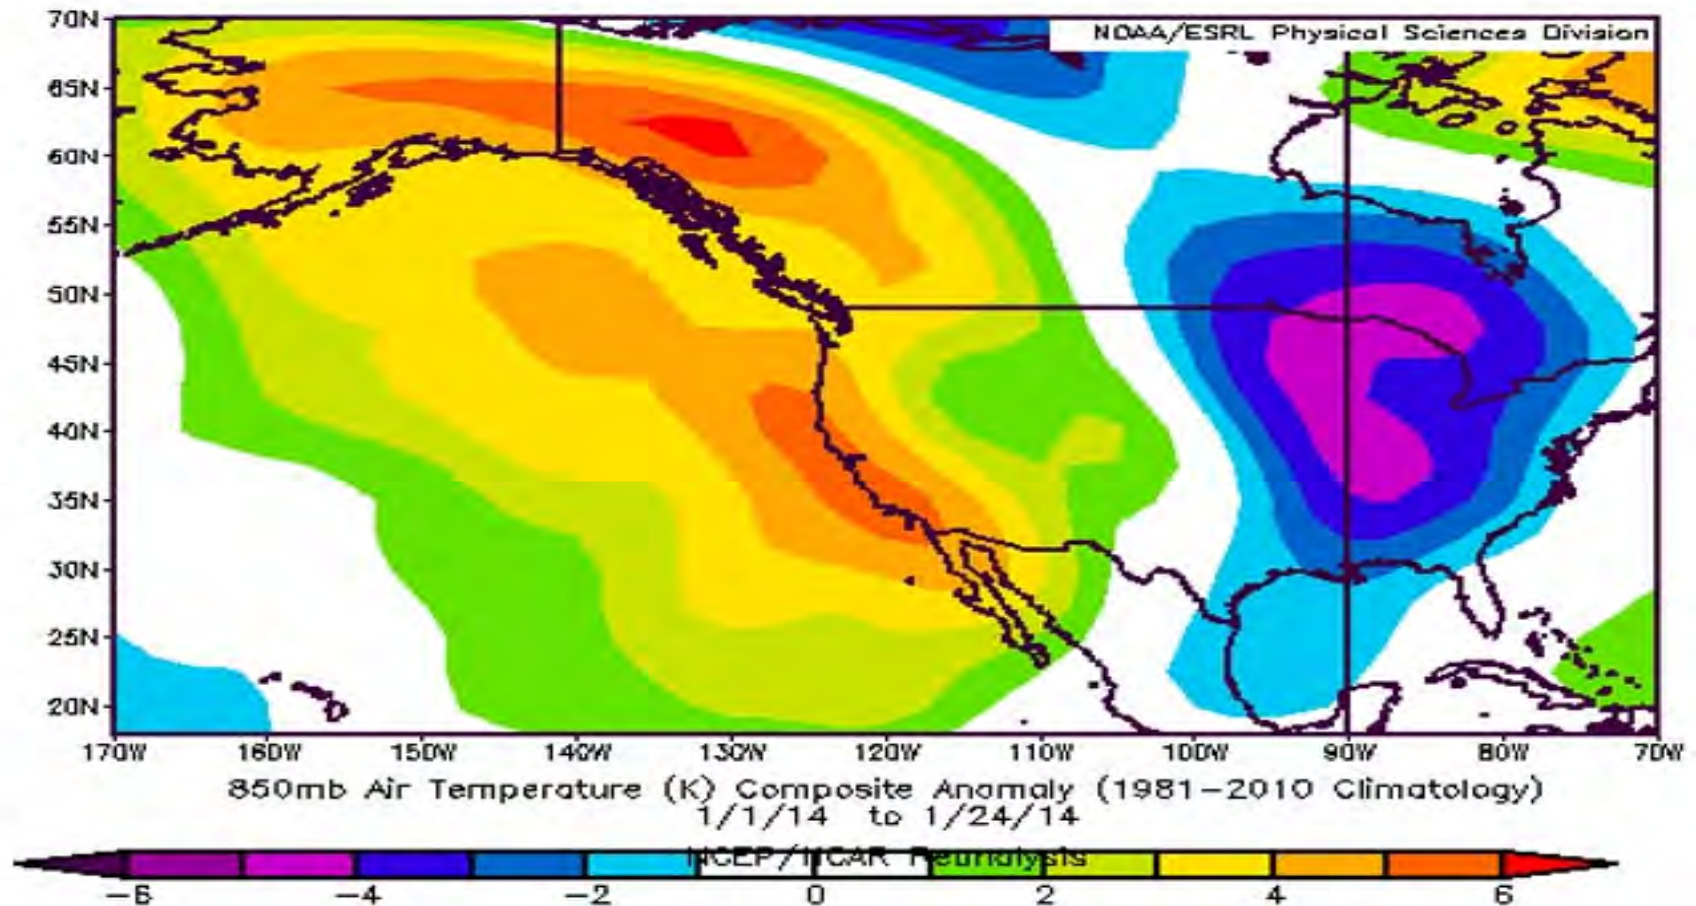 70N
NOAA/ESRL Physical Sciences Division
65N
60N
55N
50N
45N
40N
35N
30N
25N
20N
170W 160W 150W 140W 130W 120W 110W 100W 90W 80W 70W
850mb Air Temperature (K) Composite Anomaly (1981-2010 Climatology)
1/1/14 to 1/24/14
NCEP/NCAR Reanalysis
-6 -4 -2 0 2 4 6